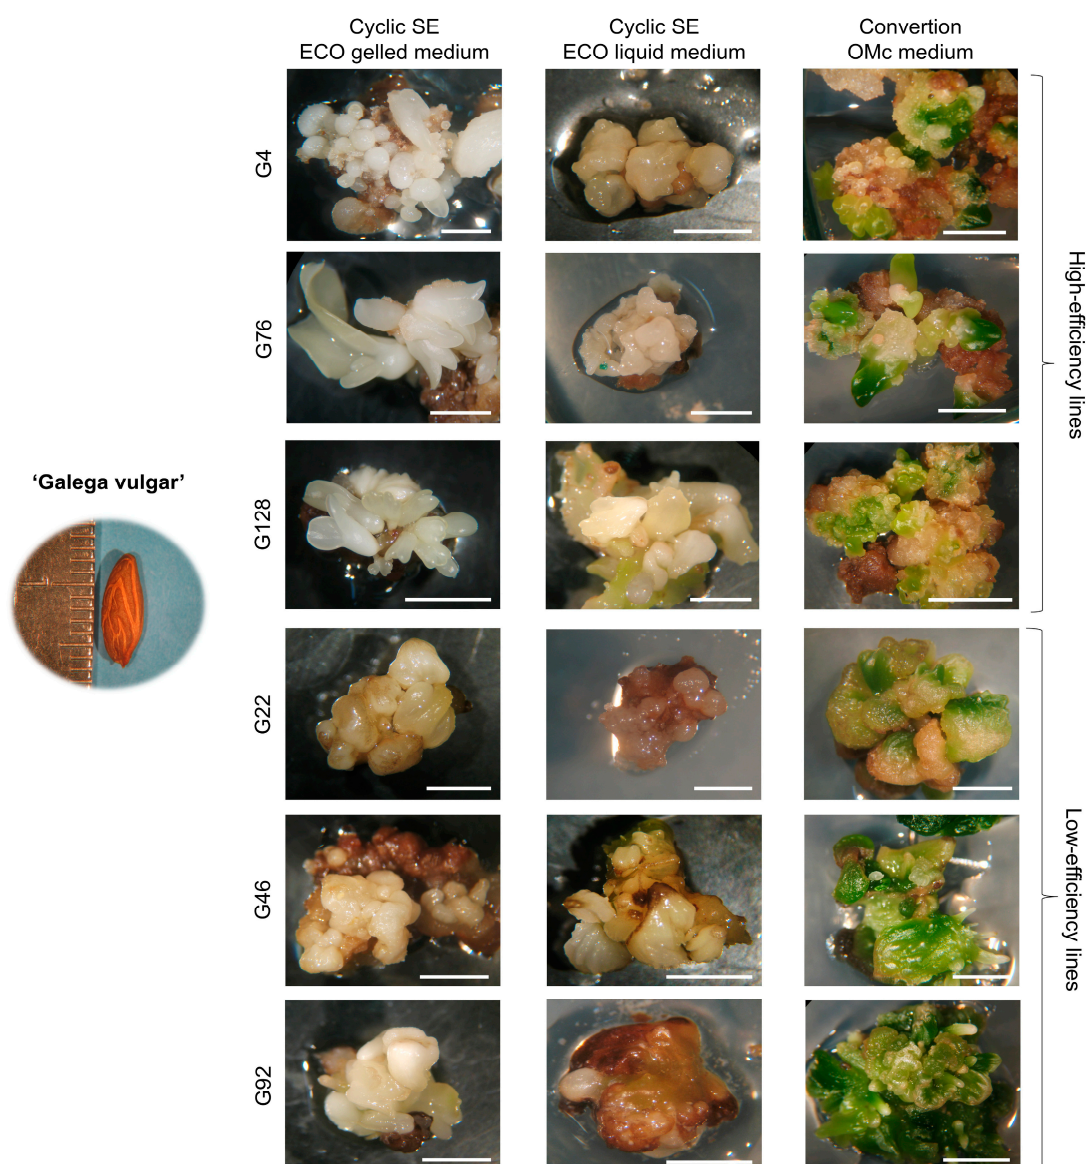 Cyclic SE
ECO gelled medium
Cyclic SE
ECO liquid medium
Convertion
OMc medium
G4
G76
G128
G22
G46
G92
High-efficiency lines
Low-efficiency lines
‘Galega vulgar’